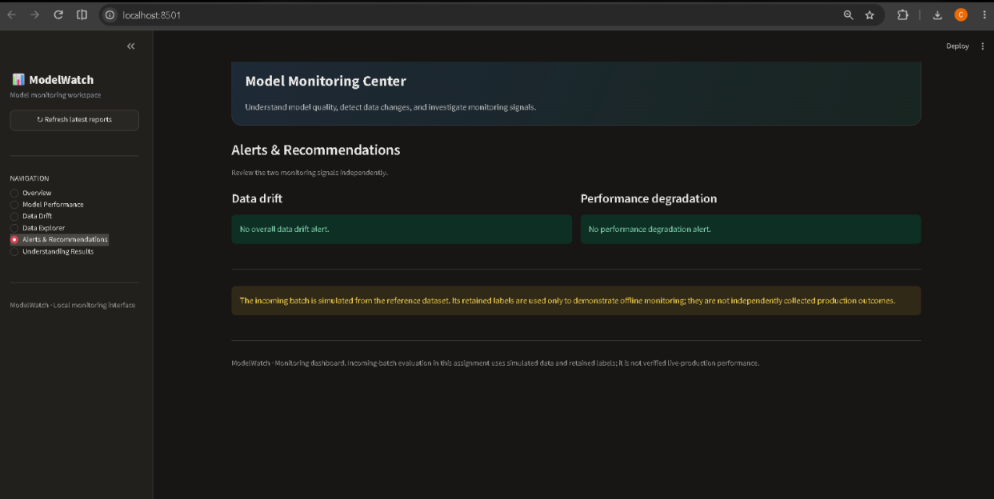 localhost:8501
C
Deploy
ModelWatch
Model monitoring workspace
↻ Refresh latest reports
NAVIGATION
Overview
Model Performance
Data Drift
Data Explorer
Alerts & Recommendations
Understanding Results
ModelWatch · Local monitoring interface
Model Monitoring Center
Understand model quality, detect data changes, and investigate monitoring signals.
Alerts & Recommendations
Review the two monitoring signals independently.
Data drift
Performance degradation
No overall data drift alert.
No performance degradation alert.
The incoming batch is simulated from the reference dataset. Its retained labels are used only to demonstrate offline monitoring; they are not independently collected production outcomes.
ModelWatch · Monitoring dashboard. Incoming-batch evaluation in this assignment uses simulated data and retained labels; it is not verified live-production performance.